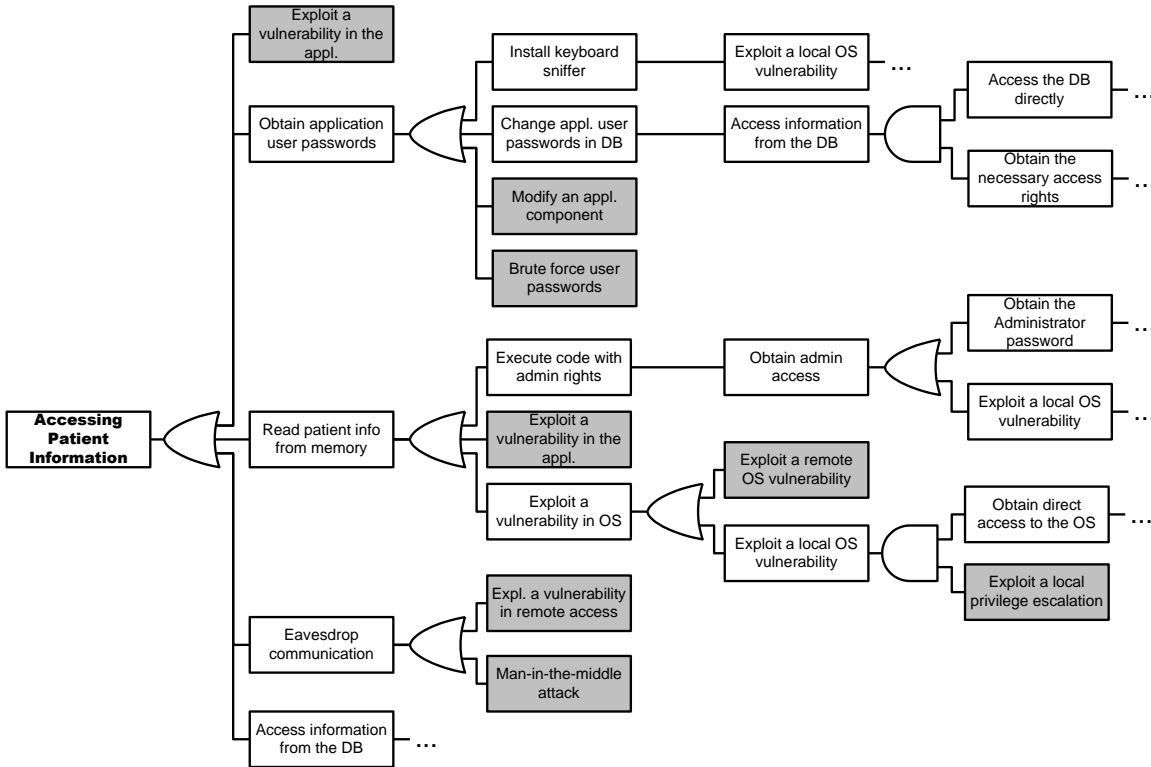 Exploit a
vulnerability in the
appl.
Install keyboard
sniffer
Exploit a local OS
vulnerability
...
Access the DB
directly
...
Obtain application
user passwords
Change appl. user
passwords in DB
Access information
from the DB
Obtain the
necessary access
rights
...
Modify an appl.
component
Brute force user
passwords
Obtain the
Administrator
password
...
Execute code with
admin rights
Obtain admin
access
Exploit a local OS
vulnerability
...
Accessing
Patient
Information
Read patient info
from memory
Exploit a
vulnerability in the
appl.
Exploit a remote
OS vulnerability
Exploit a
vulnerability in OS
Exploit a local OS
vulnerability
Obtain direct
access to the OS
...
Exploit a local
privilege escalation
Expl. a vulnerability
in remote access
Eavesdrop
communication
Man-in-the-middle
attack
Access information
from the DB
...